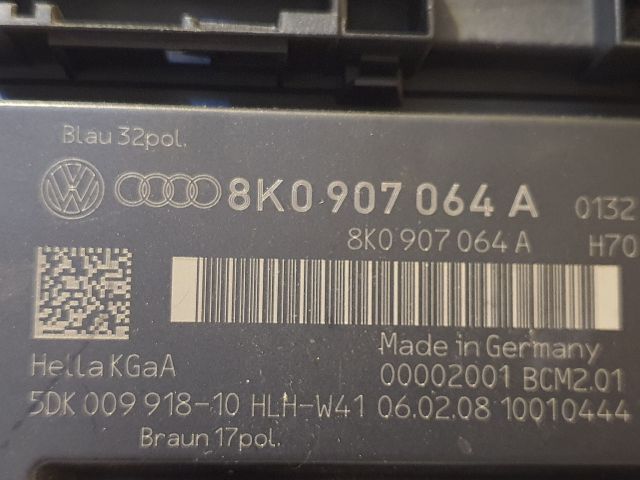 Blau 32pol.
8K0 907 064 A 0132
8K0 907 064 A H70
Made in Germany
Hella KGaA 00002001 BCM2.01
5DK 009 918-10 HLH-W41 06.02.08 10010444
Braun 17pol.